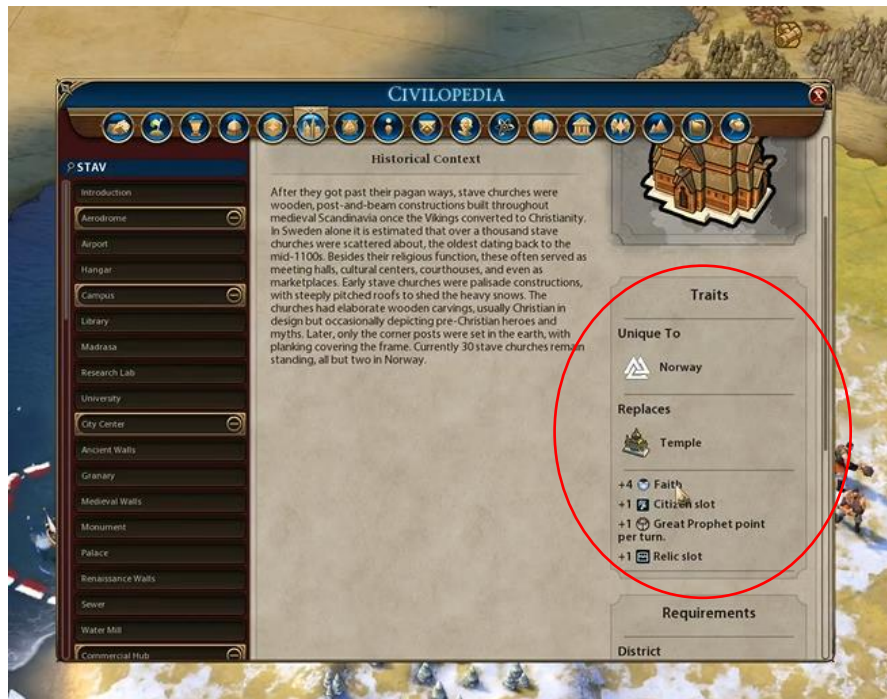 CIVILOPEDIA
STAV
Introduction
Aerodrome
Airport
Hangar
Campus
Library
Madrasa
Research Lab
University
City Center
Ancient Walls
Granary
Medieval Walls
Monument
Palace
Renaissance Walls
Sewer
Water Mill
Commercial Hub
Historical Context
After they got past their pagan ways, stave churches were
wooden, post-and-beam constructions built throughout
medieval Scandinavia once the Vikings converted to Christianity.
In Sweden alone it is estimated that over a thousand stave
churches were scattered about, the oldest dating back to the
mid-1100s. Besides their religious function, these often served as
meeting halls, cultural centers, courthouses, and even as
marketplaces. Early stave churches were palisade constructions,
with steeply pitched roofs to shed the heavy snows. The
churches had elaborate wooden carvings, usually Christian in
design but occasionally depicting pre-Christian heroes and
myths. Later, only the corner posts were set in the earth, with
planking covering the frame. Currently 30 stave churches remain
standing, all but two in Norway.
Traits
Unique To
Norway
Replaces
Temple
+4 Faith
+1 Citizen slot
+1 Great Prophet point
per turn.
+1 Relic slot
Requirements
District